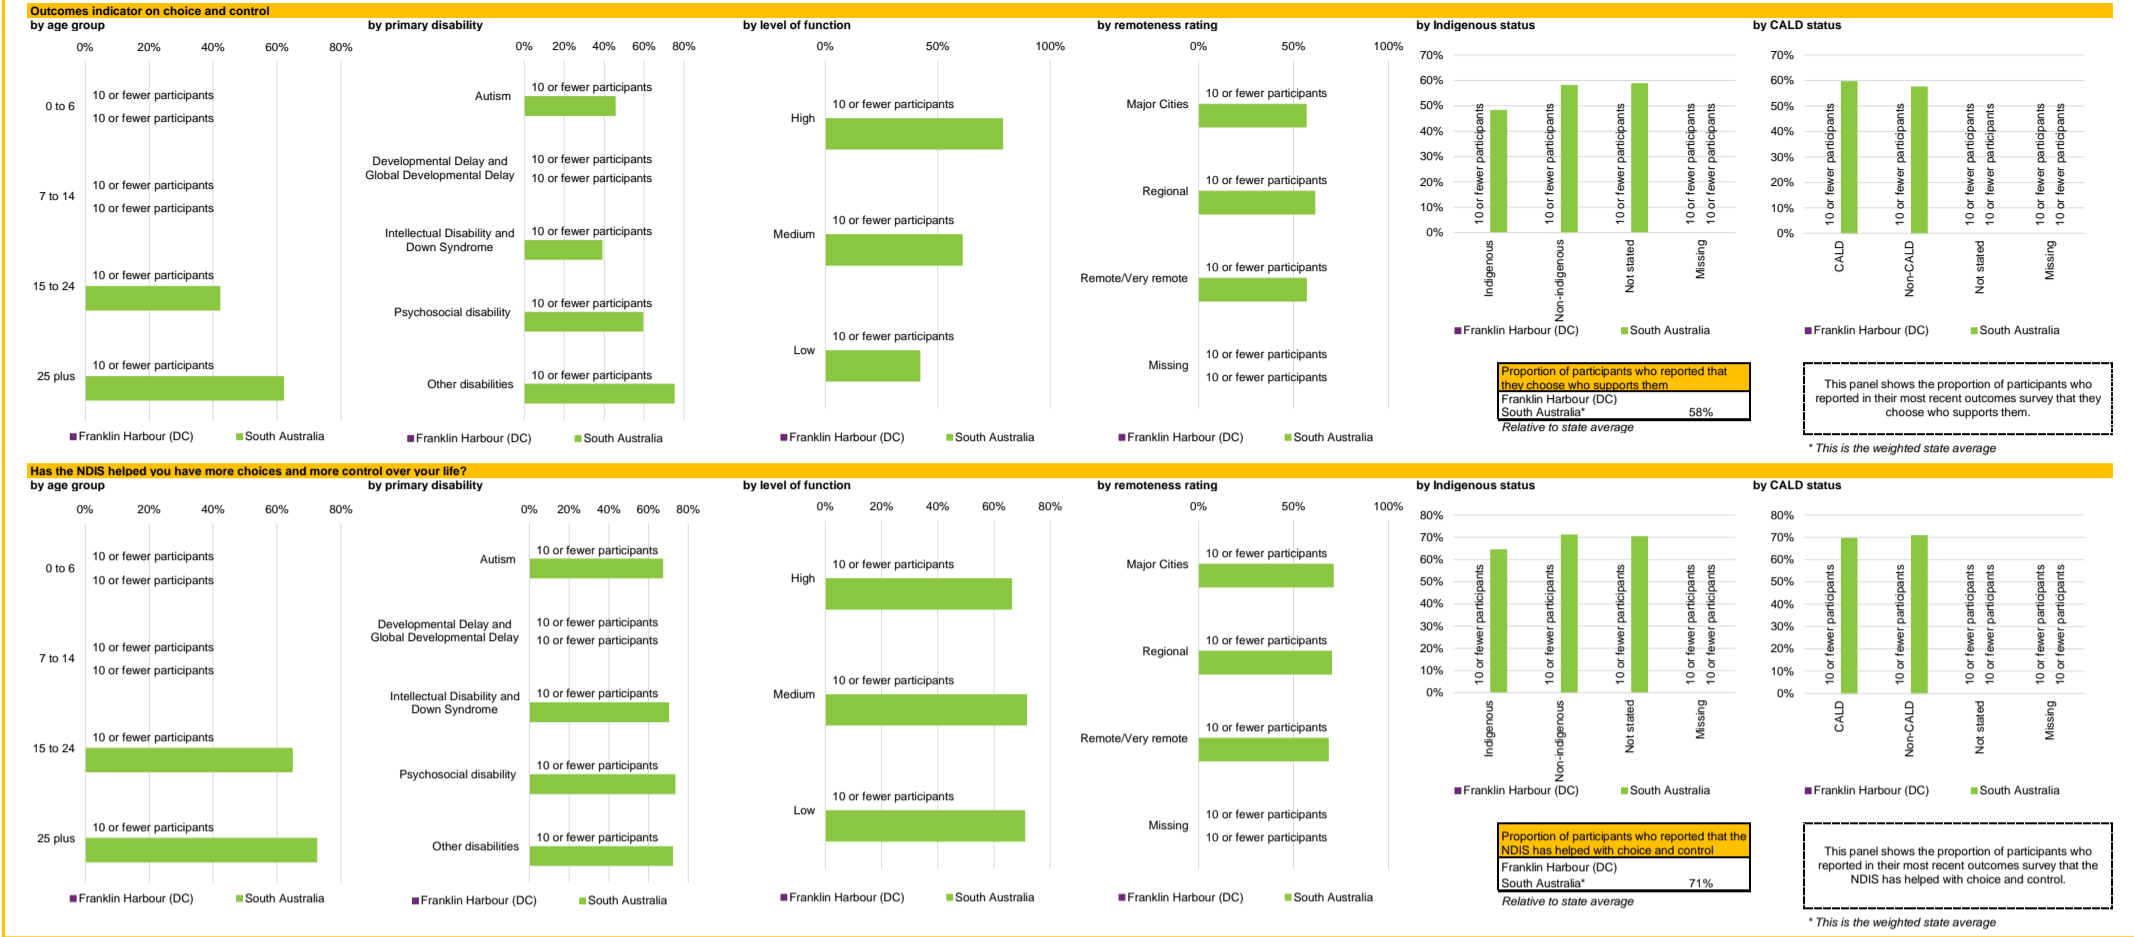 Outcomes indicator on choice and control
by age group
0% 20% 40% 60% 80%
0 to 6
10 or fewer participants
10 or fewer participants
7 to 14
10 or fewer participants
10 or fewer participants
15 to 24
10 or fewer participants
25 plus
10 or fewer participants
Franklin Harbour (DC) South Australia
by primary disability
0% 20% 40% 60% 80%
Autism
10 or fewer participants
Developmental Delay and
Global Developmental Delay
10 or fewer participants
10 or fewer participants
Intellectual Disability and
Down Syndrome
10 or fewer participants
Psychosocial disability
10 or fewer participants
Other disabilities
10 or fewer participants
Franklin Harbour (DC) South Australia
by level of function
0% 50% 100%
High
10 or fewer participants
Medium
10 or fewer participants
Low
10 or fewer participants
Franklin Harbour (DC) South Australia
by remoteness rating
0% 50% 100%
Major Cities
10 or fewer participants
Regional
10 or fewer participants
Remote/Very remote
10 or fewer participants
Missing
10 or fewer participants
10 or fewer participants
Franklin Harbour (DC) South Australia
by Indigenous status
70%
60%
50%
40%
30%
20%
10%
0%
10 or fewer participants
10 or fewer participants
10 or fewer participants
10 or fewer participants
10 or fewer participants
Indigenous
Non-indigenous
Not stated
Missing
Franklin Harbour (DC) South Australia
Proportion of participants who reported that
they choose who supports them
Franklin Harbour (DC)
South Australia* 58%
Relative to state average
by CALD status
70%
60%
50%
40%
30%
20%
10%
0%
10 or fewer participants
10 or fewer participants
10 or fewer participants
10 or fewer participants
10 or fewer participants
10 or fewer participants
CALD
Non-CALD
Not stated
Missing
Franklin Harbour (DC) South Australia
This panel shows the proportion of participants who
reported in their most recent outcomes survey that they
choose who supports them.
* This is the weighted state average
Has the NDIS helped you have more choices and more control over your life?
by age group
0% 20% 40% 60% 80%
0 to 6
10 or fewer participants
10 or fewer participants
7 to 14
10 or fewer participants
10 or fewer participants
15 to 24
10 or fewer participants
25 plus
10 or fewer participants
Franklin Harbour (DC) South Australia
by primary disability
0% 20% 40% 60% 80%
Autism
10 or fewer participants
Developmental Delay and
Global Developmental Delay
10 or fewer participants
10 or fewer participants
Intellectual Disability and
Down Syndrome
10 or fewer participants
Psychosocial disability
10 or fewer participants
Other disabilities
10 or fewer participants
Franklin Harbour (DC) South Australia
by level of function
0% 20% 40% 60% 80%
High
10 or fewer participants
Medium
10 or fewer participants
Low
10 or fewer participants
Franklin Harbour (DC) South Australia
by remoteness rating
0% 50% 100%
Major Cities
10 or fewer participants
Regional
10 or fewer participants
Remote/Very remote
10 or fewer participants
Missing
10 or fewer participants
10 or fewer participants
Franklin Harbour (DC) South Australia
by Indigenous status
80%
70%
60%
50%
40%
30%
20%
10%
0%
10 or fewer participants
10 or fewer participants
10 or fewer participants
10 or fewer participants
10 or fewer participants
Indigenous
Non-indigenous
Not stated
Missing
Franklin Harbour (DC) South Australia
Proportion of participants who reported that the
NDIS has helped with choice and control
Franklin Harbour (DC)
South Australia* 71%
Relative to state average
by CALD status
80%
70%
60%
50%
40%
30%
20%
10%
0%
10 or fewer participants
10 or fewer participants
10 or fewer participants
10 or fewer participants
10 or fewer participants
10 or fewer participants
CALD
Non-CALD
Not stated
Missing
Franklin Harbour (DC) South Australia
This panel shows the proportion of participants who
reported in their most recent outcomes survey that the
NDIS has helped with choice and control.
* This is the weighted state average